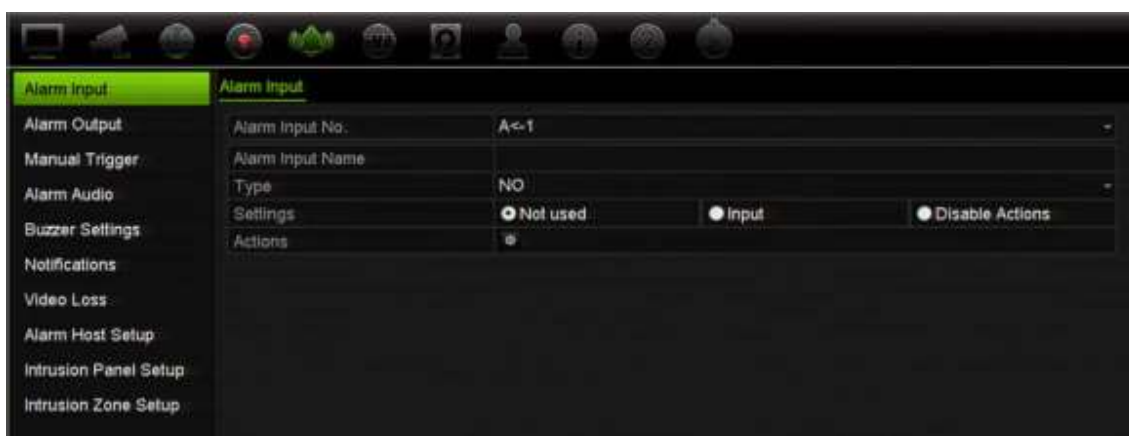 Alarm Input
Alarm Output
Manual Trigger
Alarm Audio
Buzzer Settings
Notifications
Video Loss
Alarm Host Setup
Intrusion Panel Setup
Intrusion Zone Setup
Alarm Input
Alarm Input No. A<-1
Alarm Input Name
Type NO
Settings Not used Input Disable Actions
Actions